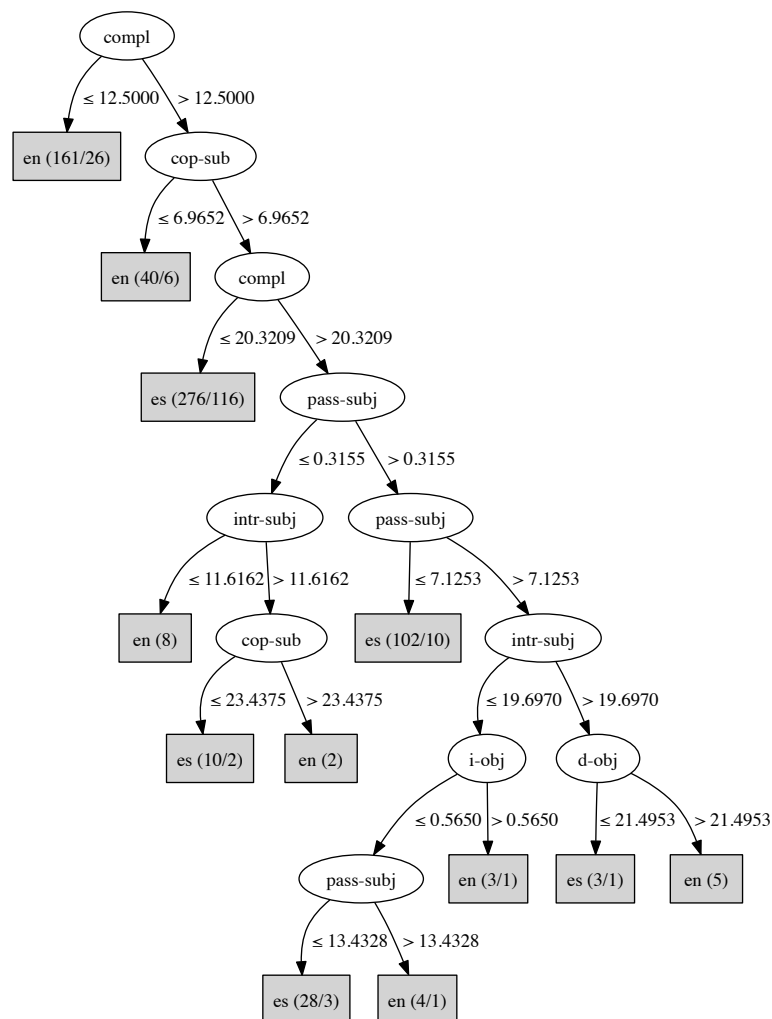 compl
≤ 12.5000 > 12.5000
en (161/26) cop-sub
≤ 6.9652 > 6.9652
en (40/6) compl
≤ 20.3209 > 20.3209
es (276/116) pass-subj
≤ 0.3155 > 0.3155
intr-subj pass-subj
≤ 11.6162 > 11.6162 ≤ 7.1253 > 7.1253
en (8) cop-sub es (102/10) intr-subj
≤ 23.4375 > 23.4375 ≤ 19.6970 > 19.6970
es (10/2) en (2) i-obj d-obj
≤ 0.5650 > 0.5650 ≤ 21.4953 > 21.4953
pass-subj en (3/1) es (3/1) en (5)
≤ 13.4328 > 13.4328
es (28/3) en (4/1)